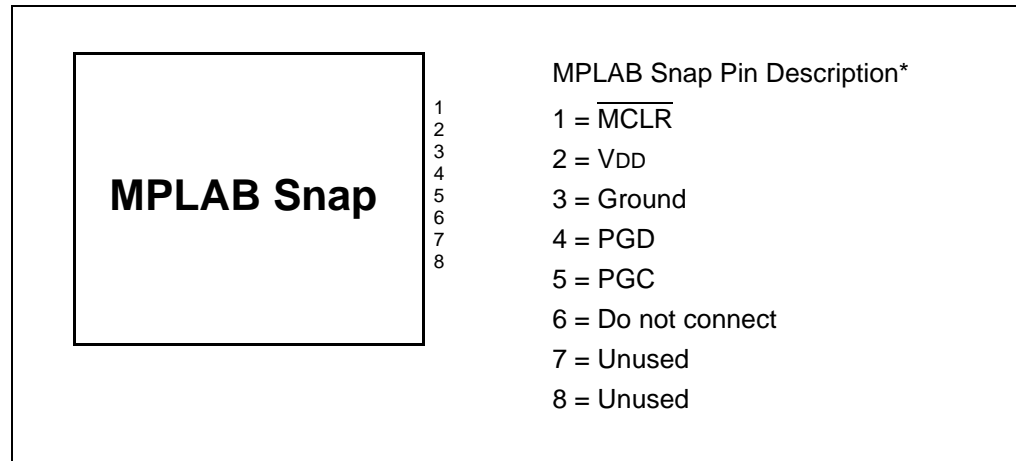 MPLAB Snap
1
2
3
4
5
6
7
8
MPLAB Snap Pin Description*
1 = M̅C̅L̅R̅
2 = VDD
3 = Ground
4 = PGD
5 = PGC
6 = Do not connect
7 = Unused
8 = Unused